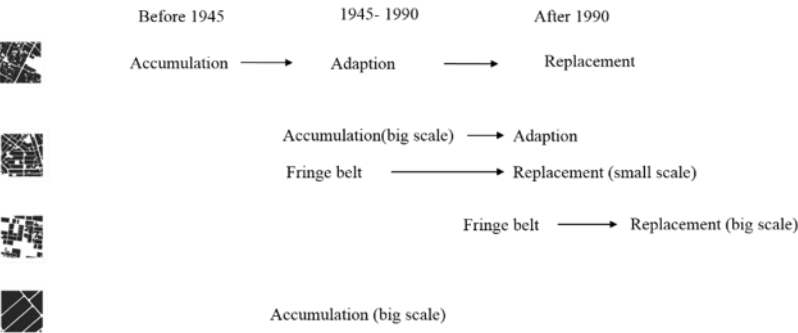 Before 1945 1945- 1990 After 1990
Accumulation Adaption Replacement
Accumulation(big scale) Adaption
Fringe belt Replacement (small scale)
Fringe belt Replacement (big scale)
Accumulation (big scale)